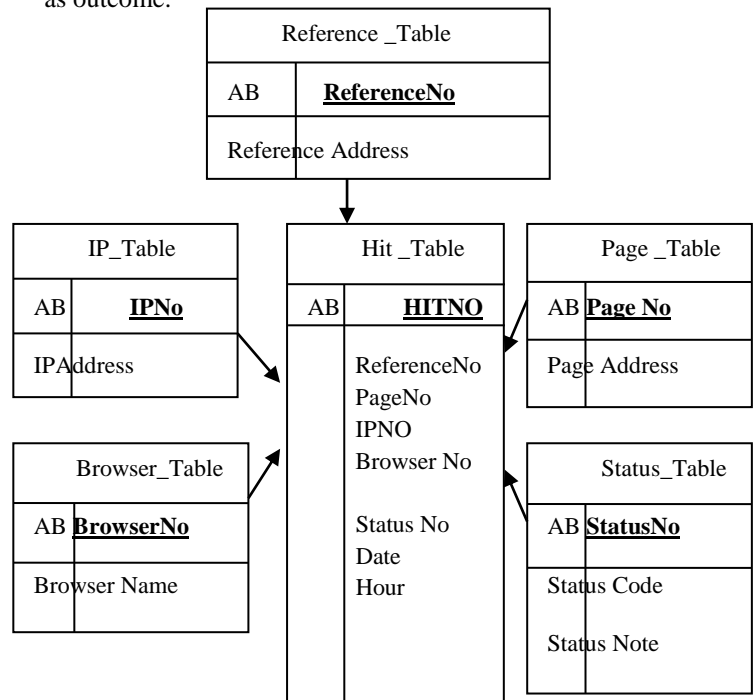 as outcome.
Reference _Table
AB ReferenceNo
Reference Address
IP_Table
AB IPNo
IPAddress
Hit _Table
AB HITNO
ReferenceNo
PageNo
IPNO
Browser No
Status No
Date
Hour
Page _Table
AB Page No
Page Address
Browser_Table
AB BrowserNo
Browser Name
Status_Table
AB StatusNo
Status Code
Status Note